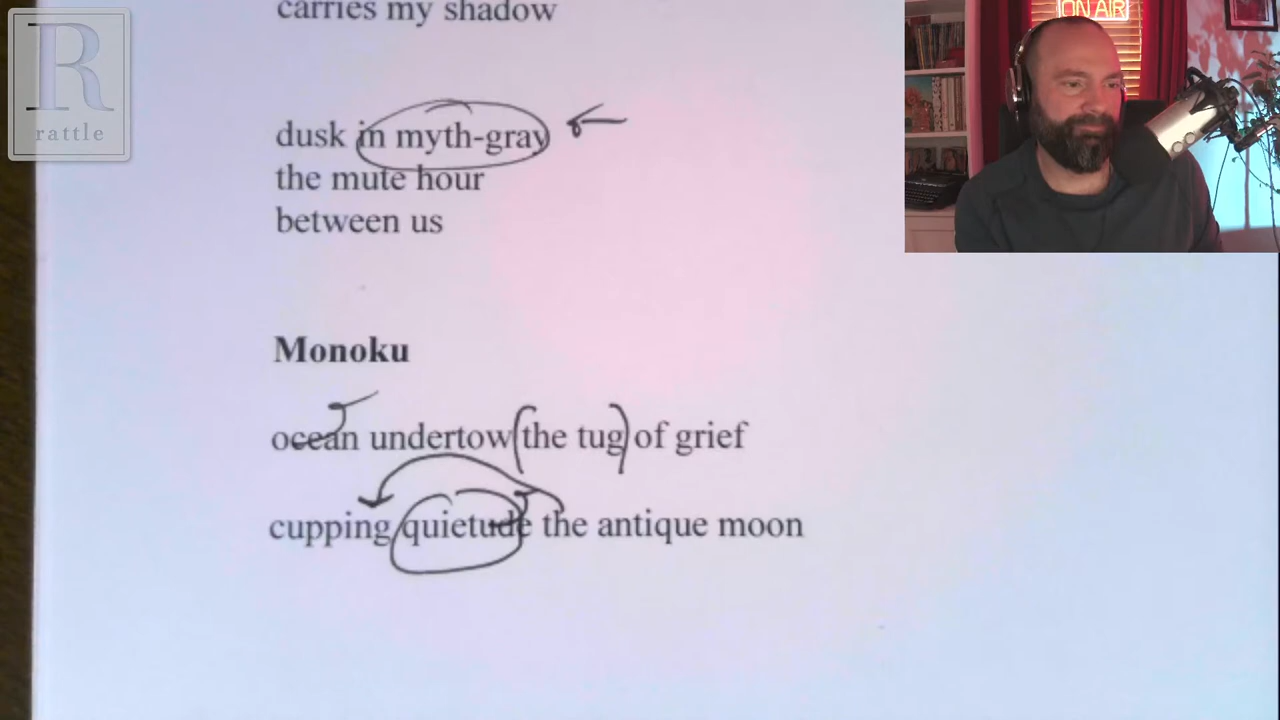 carries my shadow
dusk in myth-gray
the mute hour
between us
Monoku
ocean undertow the tug of grief
cupping quietude the antique moon
R
rattle
ON AIR